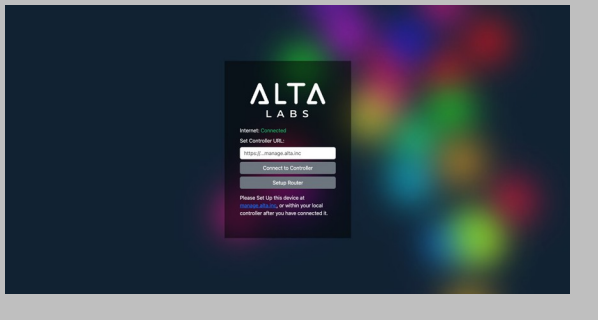 ALTA
LABS
Internet: Connected
Set Controller URL:
https://...manage.alta.inc
Connect to Controller
Setup Router
Please Set Up this device at
manage.alta.inc, or within your local
controller after you have connected it.